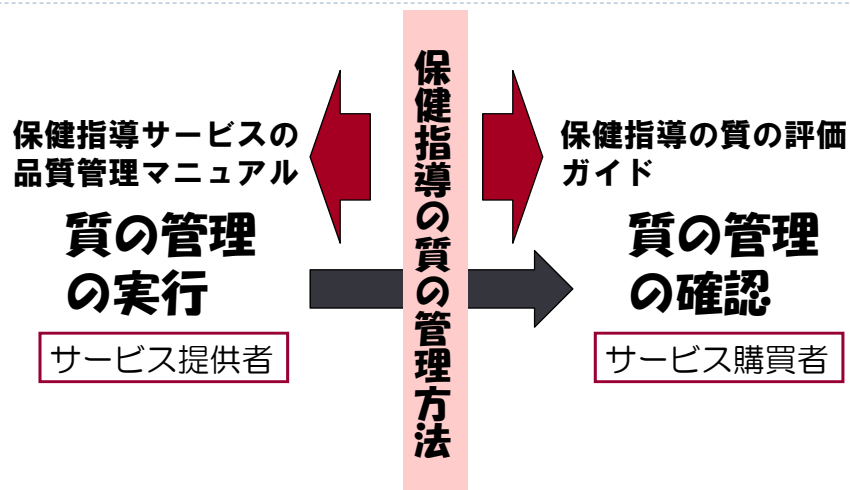 保健指導サービスの
品質管理マニュアル
質の管理
の実行
サービス提供者
保健指導の質の管理方法
保健指導の質の評価
ガイド
質の管理
の確認
サービス購買者